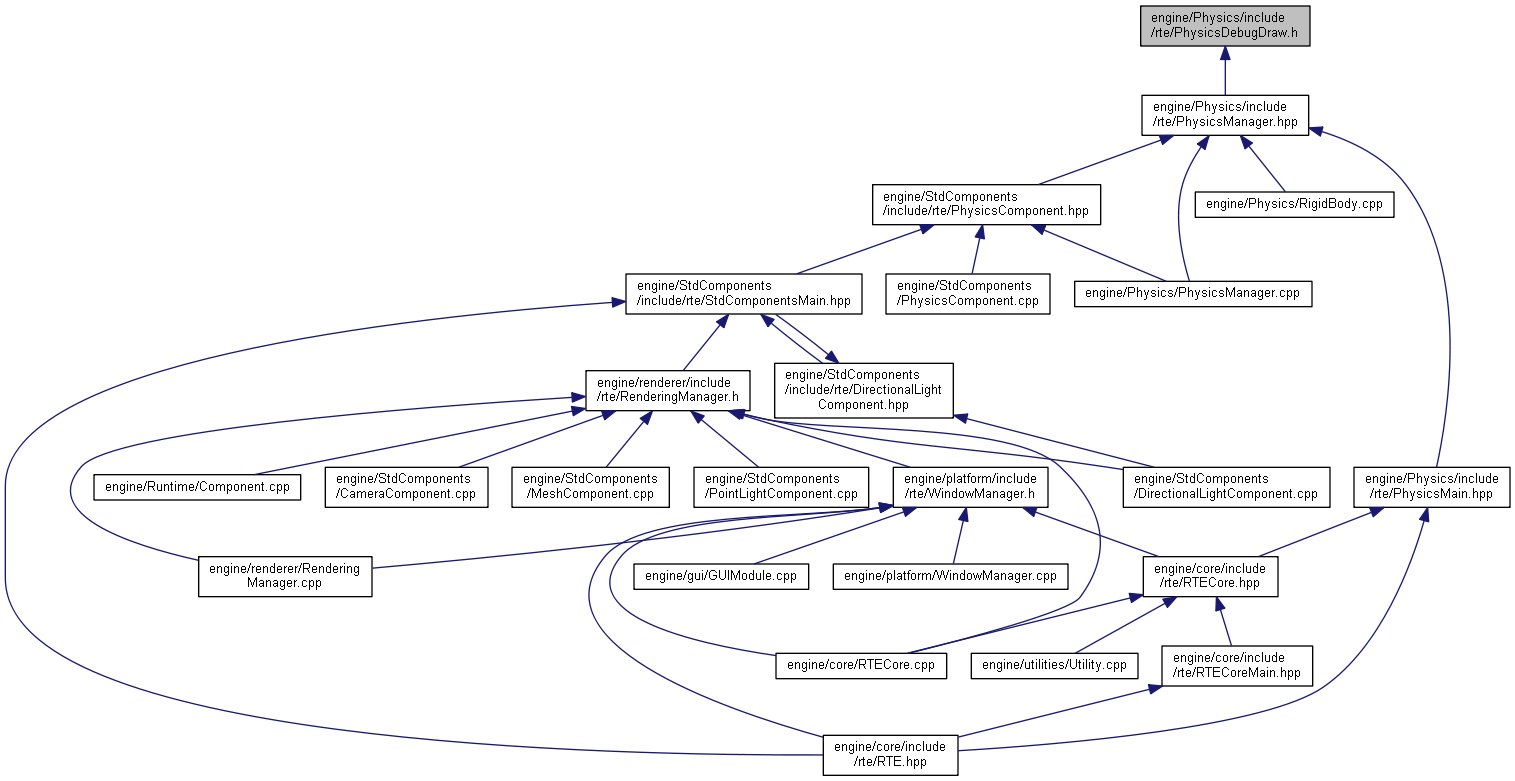 engine/Physics/include
/rte/PhysicsDebugDraw.h
engine/Physics/include
/rte/PhysicsManager.hpp
engine/StdComponents
/include/rte/PhysicsComponent.hpp
engine/Physics/RigidBody.cpp
engine/StdComponents
/include/rte/StdComponentsMain.hpp
engine/StdComponents
/PhysicsComponent.cpp
engine/Physics/PhysicsManager.cpp
engine/renderer/include
/rte/RenderingManager.h
engine/StdComponents
/include/rte/DirectionalLight
Component.hpp
engine/Runtime/Component.cpp
engine/StdComponents
/CameraComponent.cpp
engine/StdComponents
/MeshComponent.cpp
engine/StdComponents
/PointLightComponent.cpp
engine/platform/include
/rte/WindowManager.h
engine/StdComponents
/DirectionalLightComponent.cpp
engine/Physics/include
/rte/PhysicsMain.hpp
engine/renderer/Rendering
Manager.cpp
engine/gui/GUIModule.cpp
engine/platform/WindowManager.cpp
engine/core/include
/rte/RTECore.hpp
engine/core/RTECore.cpp
engine/utilities/Utility.cpp
engine/core/include
/rte/RTECoreMain.hpp
engine/core/include
/rte/RTE.hpp